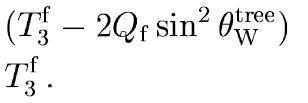 (T_3^f − 2Q_f sin^2 θ_W^tree)
T_3^f .